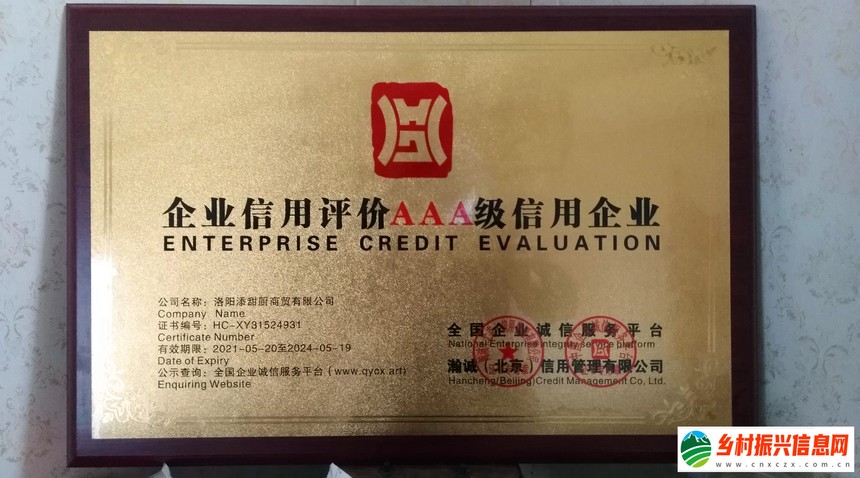 企业信用评价AAA级信用企业
ENTERPRISE CREDIT EVALUATION
公司名称：洛阳添甜厨商贸有限公司
Company Name
证书编号：HC-XY31524931
Certificate Number
有效期限：2021-05-20至2024-05-19
Date of Expiry
公示查询：全国企业诚信服务平台（www.qycx.art）
Enquiring Website
全国企业诚信服务平台
National Enterprise integrity service platform
瀚诚（北京）信用管理有限公司
Hancheng(Beijing)Credit Management Co, Ltd.
乡村振兴信息网
www.cnxczx.com.cn